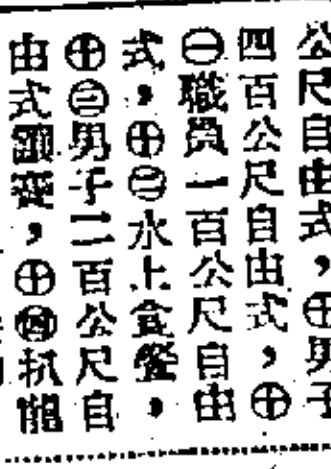 公尺自由式，㊉男子
四百公尺自由式，㊉
㊀職員一百公尺自由
式，㊉㊁水上餐，
㊉㊂男子二百公尺自
由式賽，㊉㊃